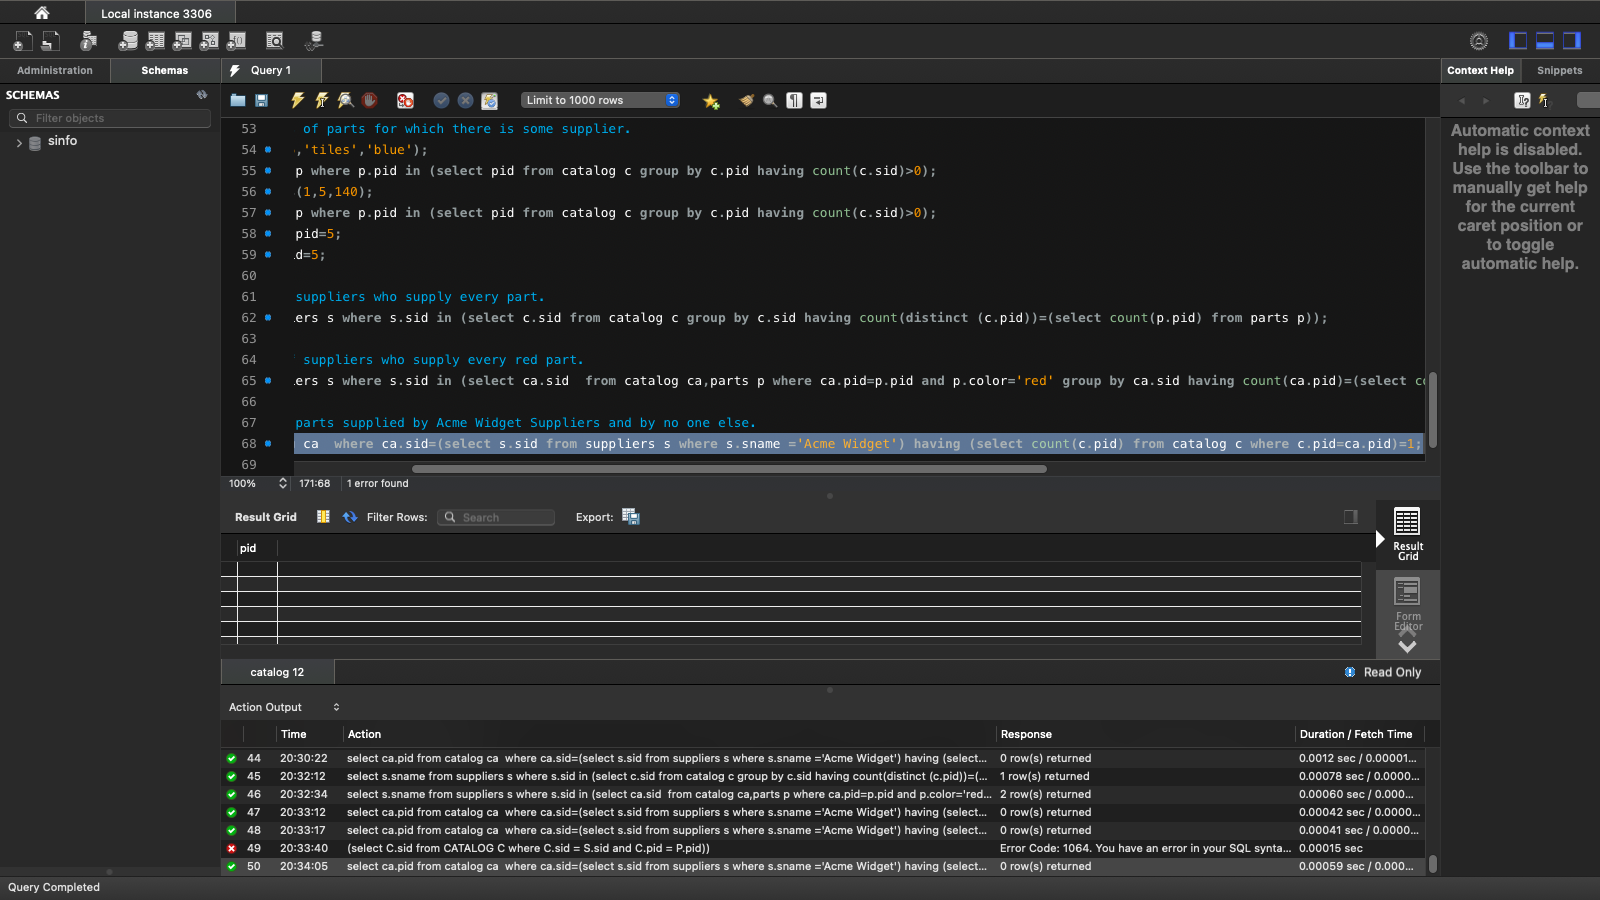 Local instance 3306
Administration
Schemas
Query 1
Context Help
Snippets
SCHEMAS
Filter objects
sinfo
Limit to 1000 rows
53 of parts for which there is some supplier.
54 ,'tiles','blue');
55 p where p.pid in (select pid from catalog c group by c.pid having count(c.sid)>0);
56 (1,5,140);
57 p where p.pid in (select pid from catalog c group by c.pid having count(c.sid)>0);
58 pid=5;
59 d=5;
60
61 suppliers who supply every part.
62 ers s where s.sid in (select c.sid from catalog c group by c.sid having count(distinct (c.pid))=(select count(p.pid) from parts p));
63
64 suppliers who supply every red part.
65 ers s where s.sid in (select ca.sid  from catalog ca,parts p where ca.pid=p.pid and p.color='red' group by ca.sid having count(ca.pid)=(select co
66
67 parts supplied by Acme Widget Suppliers and by no one else.
68 ca  where ca.sid=(select s.sid from suppliers s where s.sname ='Acme Widget') having (select count(c.pid) from catalog c where c.pid=ca.pid)=1;
69
100% 171:68 1 error found
Automatic context
help is disabled.
Use the toolbar to
manually get help
for the current
caret position or
to toggle
automatic help.
Result Grid Filter Rows: Search Export:
pid
Result
Grid
Form
Editor
catalog 12
Read Only
Action Output
Time Action Response Duration / Fetch Time
44 20:30:22 select ca.pid from catalog ca  where ca.sid=(select s.sid from suppliers s where s.sname ='Acme Widget') having (select... 0 row(s) returned 0.0012 sec / 0.00001...
45 20:32:12 select s.sname from suppliers s where s.sid in (select c.sid from catalog c group by c.sid having count(distinct (c.pid))=(... 1 row(s) returned 0.00078 sec / 0.0000...
46 20:32:34 select s.sname from suppliers s where s.sid in (select ca.sid  from catalog ca,parts p where ca.pid=p.pid and p.color='red... 2 row(s) returned 0.00060 sec / 0.000...
47 20:33:12 select ca.pid from catalog ca  where ca.sid=(select s.sid from suppliers s where s.sname ='Acme Widget') having (select... 0 row(s) returned 0.00042 sec / 0.000...
48 20:33:17 select ca.pid from catalog ca  where ca.sid=(select s.sid from suppliers s where s.sname ='Acme Widget') having (select... 0 row(s) returned 0.00041 sec / 0.0000...
49 20:33:40 (select C.sid from CATALOG C where C.sid = S.sid and C.pid = P.pid)) Error Code: 1064. You have an error in your SQL synta... 0.00015 sec
50 20:34:05 select ca.pid from catalog ca  where ca.sid=(select s.sid from suppliers s where s.sname ='Acme Widget') having (select... 0 row(s) returned 0.00059 sec / 0.000...
Query Completed